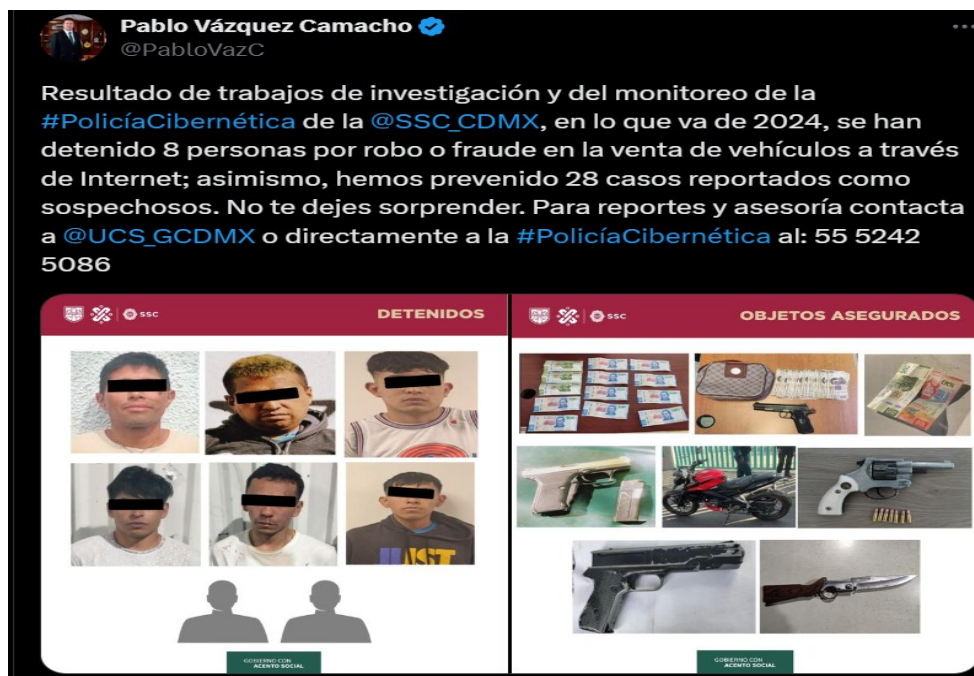 Pablo Vázquez Camacho
@PabloVazC
Resultado de trabajos de investigación y del monitoreo de la
#PolicíaCibernética de la @SSC_CDMX, en lo que va de 2024, se han
detenido 8 personas por robo o fraude en la venta de vehículos a través
de Internet; asimismo, hemos prevenido 28 casos reportados como
sospechosos. No te dejes sorprender. Para reportes y asesoría contacta
a @UCS_GCDMX o directamente a la #PolicíaCibernética al: 55 5242
5086
SSC
DETENIDOS
GOBIERNO CON
ACENTO SOCIAL
SSC
OBJETOS ASEGURADOS
GOBIERNO CON
ACENTO SOCIAL